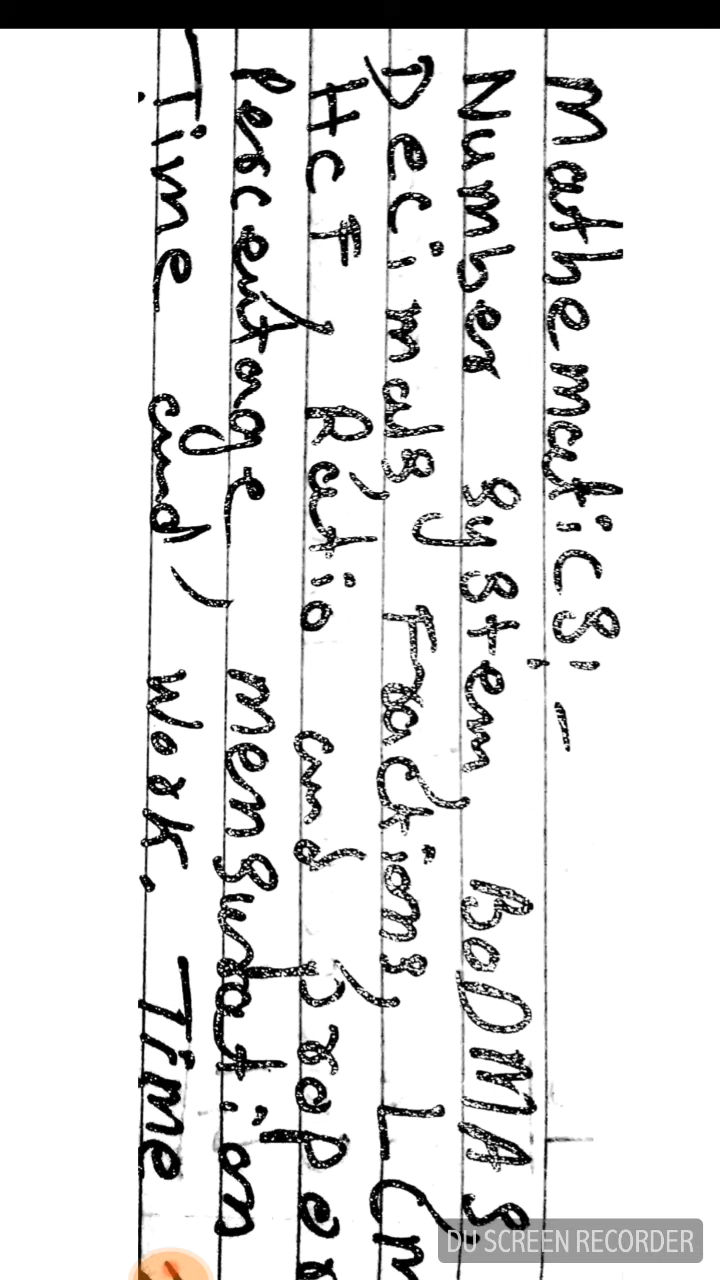 Mathematics:-
Number System, BODMAS
Decimals, Fractions, LCM
HCF, Ratio and
Percentage, Mensuration
Time and Work, Time
DU SCREEN RECORDER